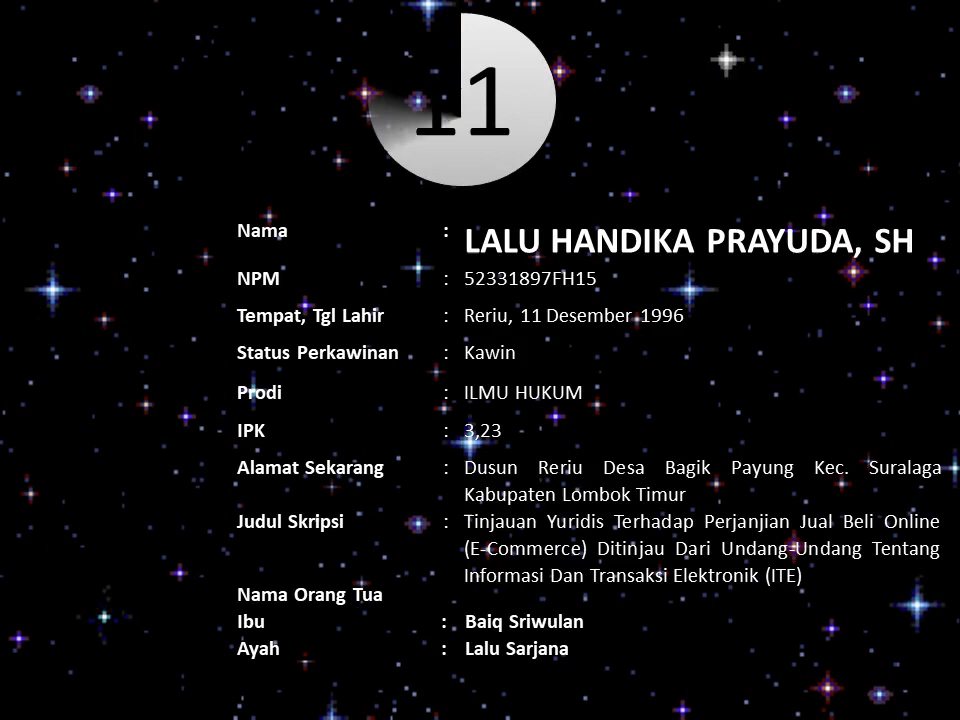 11
Nama : LALU HANDIKA PRAYUDA, SH
NPM : 52331897FH15
Tempat, Tgl Lahir : Reriu, 11 Desember 1996
Status Perkawinan : Kawin
Prodi : ILMU HUKUM
IPK : 3,23
Alamat Sekarang : Dusun Reriu Desa Bagik Payung Kec. Suralaga
Kabupaten Lombok Timur
Judul Skripsi : Tinjauan Yuridis Terhadap Perjanjian Jual Beli Online
(E-Commerce) Ditinjau Dari Undang-Undang Tentang
Informasi Dan Transaksi Elektronik (ITE)
Nama Orang Tua
Ibu : Baiq Sriwulan
Ayah : Lalu Sarjana